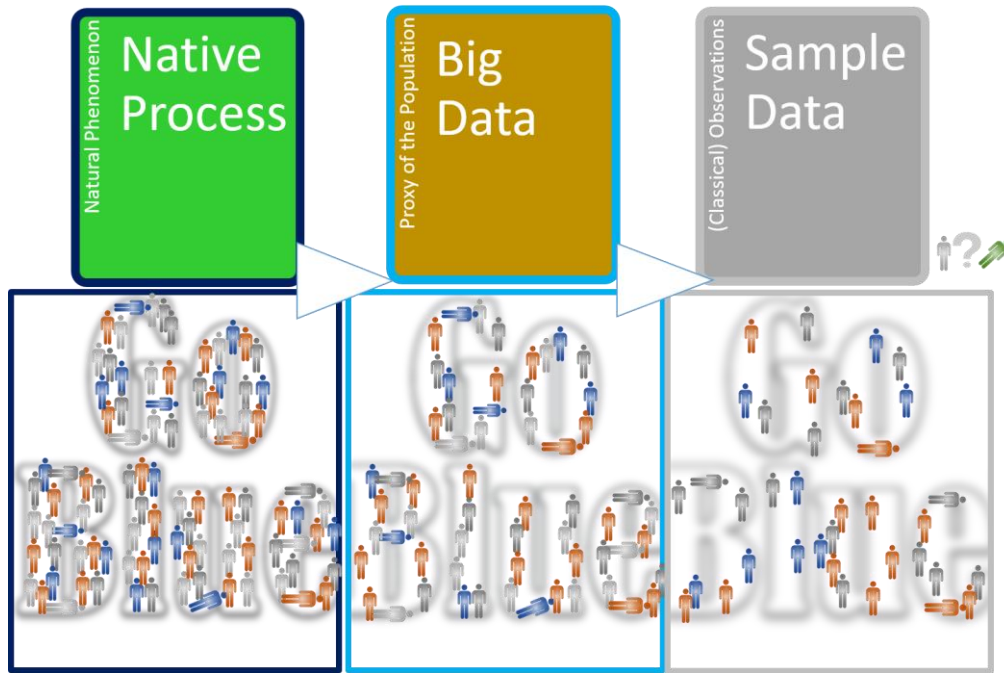 Natural Phenomenon
Native
Process
Proxy of the Population
Big
Data
(Classical) Observations
Sample
Data
?
Go
Blue
Go
Blue
Go
Blue